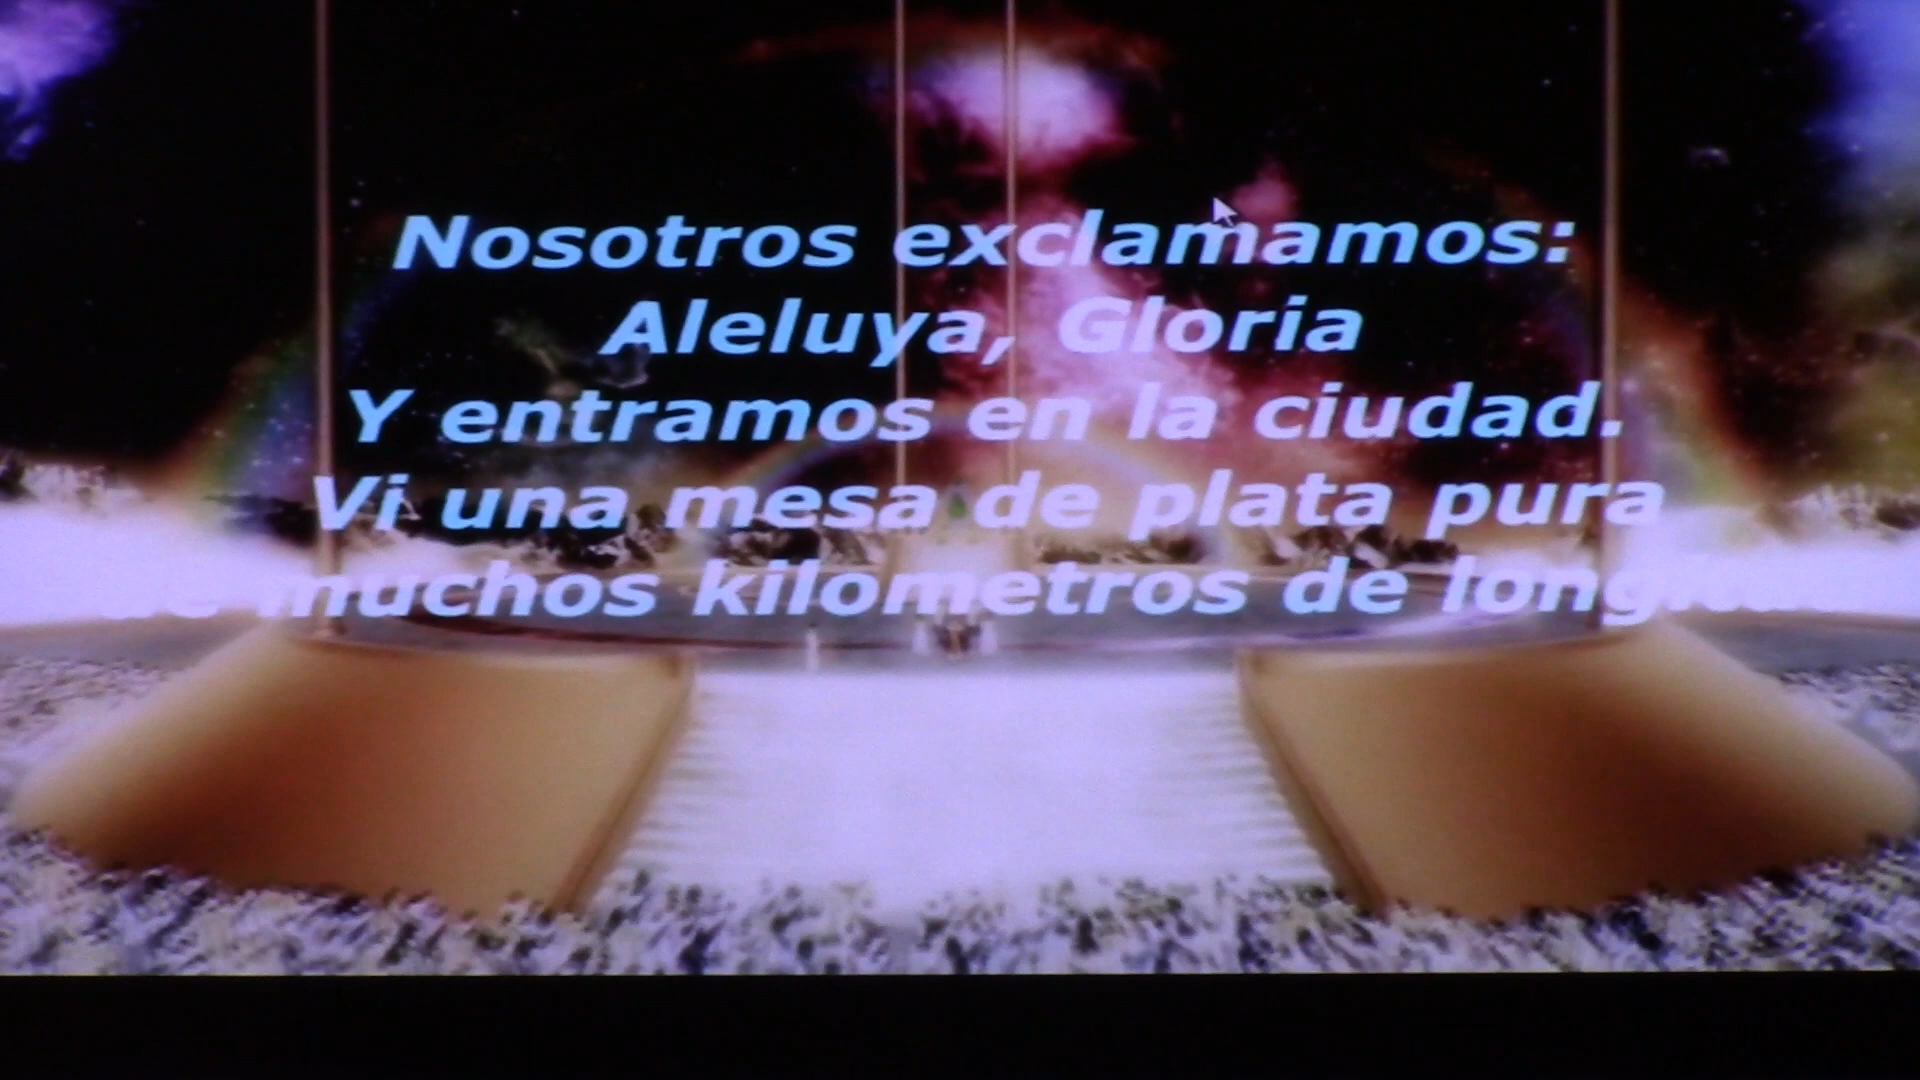 Nosotros exclamamos:
Aleluya, Gloria
Y entramos en la ciudad.
Vi una mesa de plata pura
muchos kilometros de